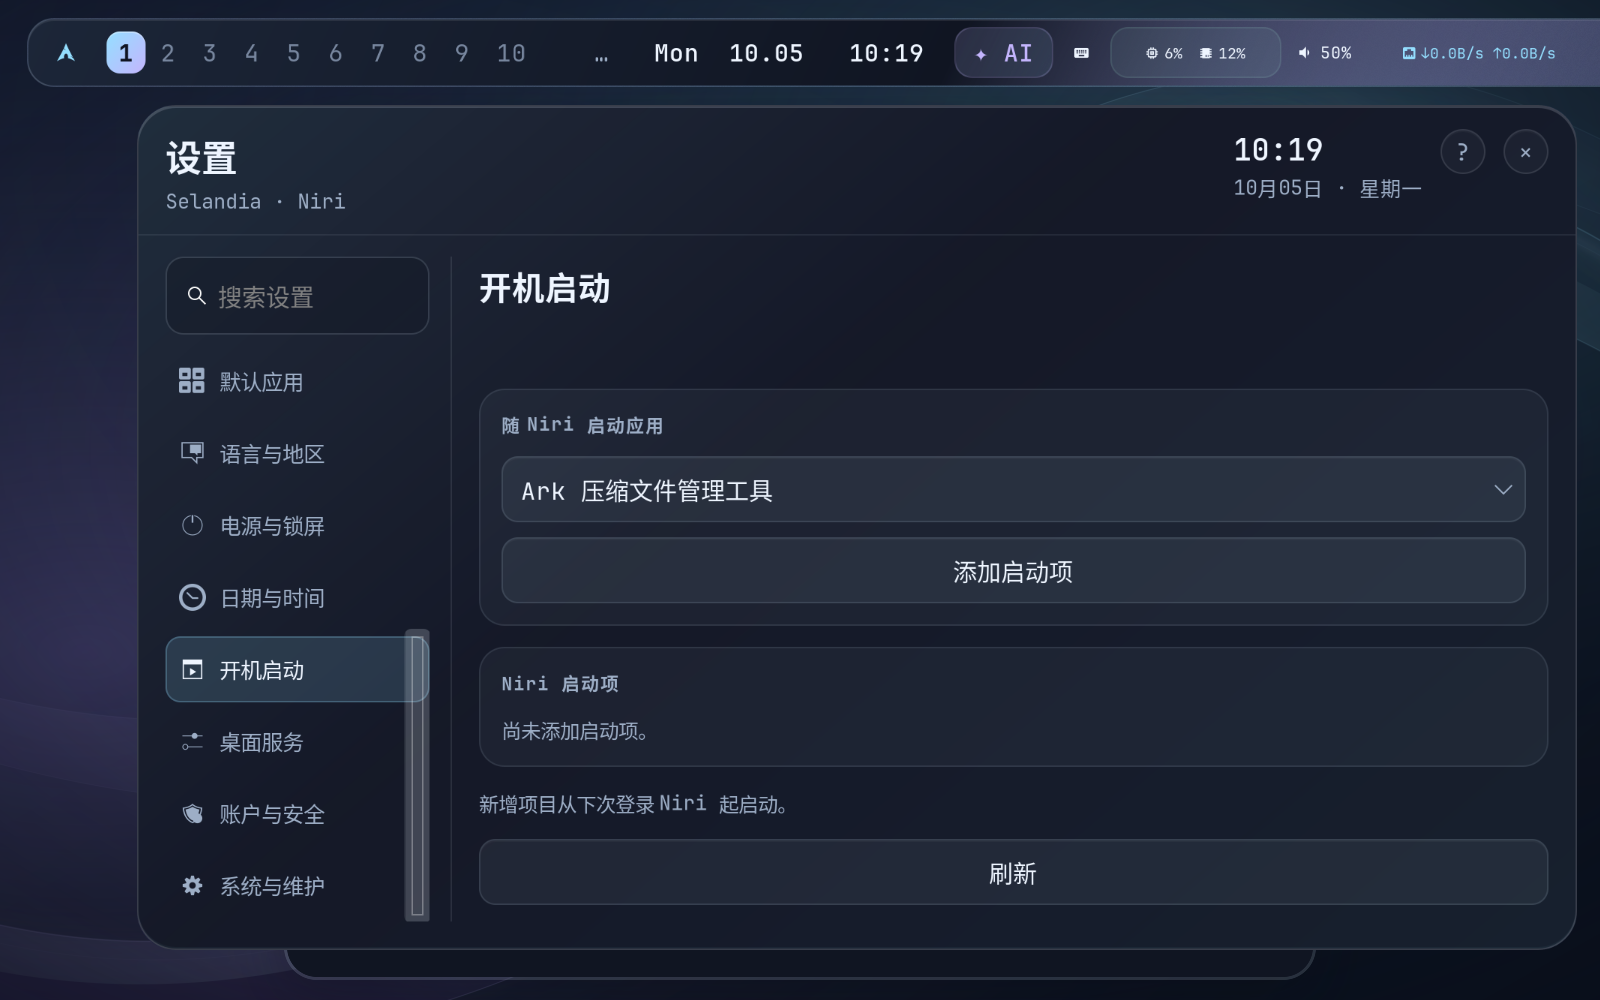 1 2 3 4 5 6 7 8 9 10 … Mon 10.05 10:19 ✦ AI 6% 12% 50% ↓0.0B/s ↑0.0B/s
设置
Selandia · Niri
10:19
10月05日 · 星期一
?
×
搜索设置
默认应用
语言与地区
电源与锁屏
日期与时间
开机启动
桌面服务
账户与安全
系统与维护
开机启动
随 Niri 启动应用
Ark 压缩文件管理工具
添加启动项
Niri 启动项
尚未添加启动项。
新增项目从下次登录 Niri 起启动。
刷新